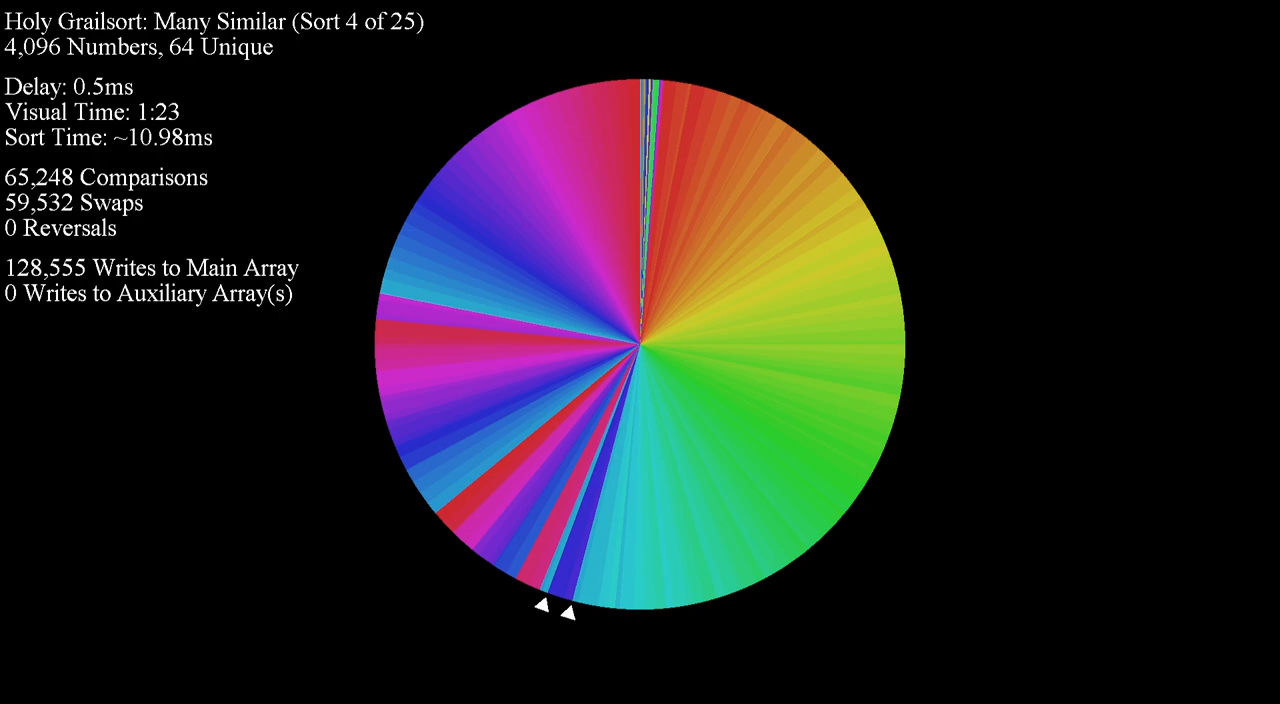 Holy Grailsort: Many Similar (Sort 4 of 25)
4,096 Numbers, 64 Unique
Delay: 0.5ms
Visual Time: 1:23
Sort Time: ~10.98ms
65,248 Comparisons
59,532 Swaps
0 Reversals
128,555 Writes to Main Array
0 Writes to Auxiliary Array(s)